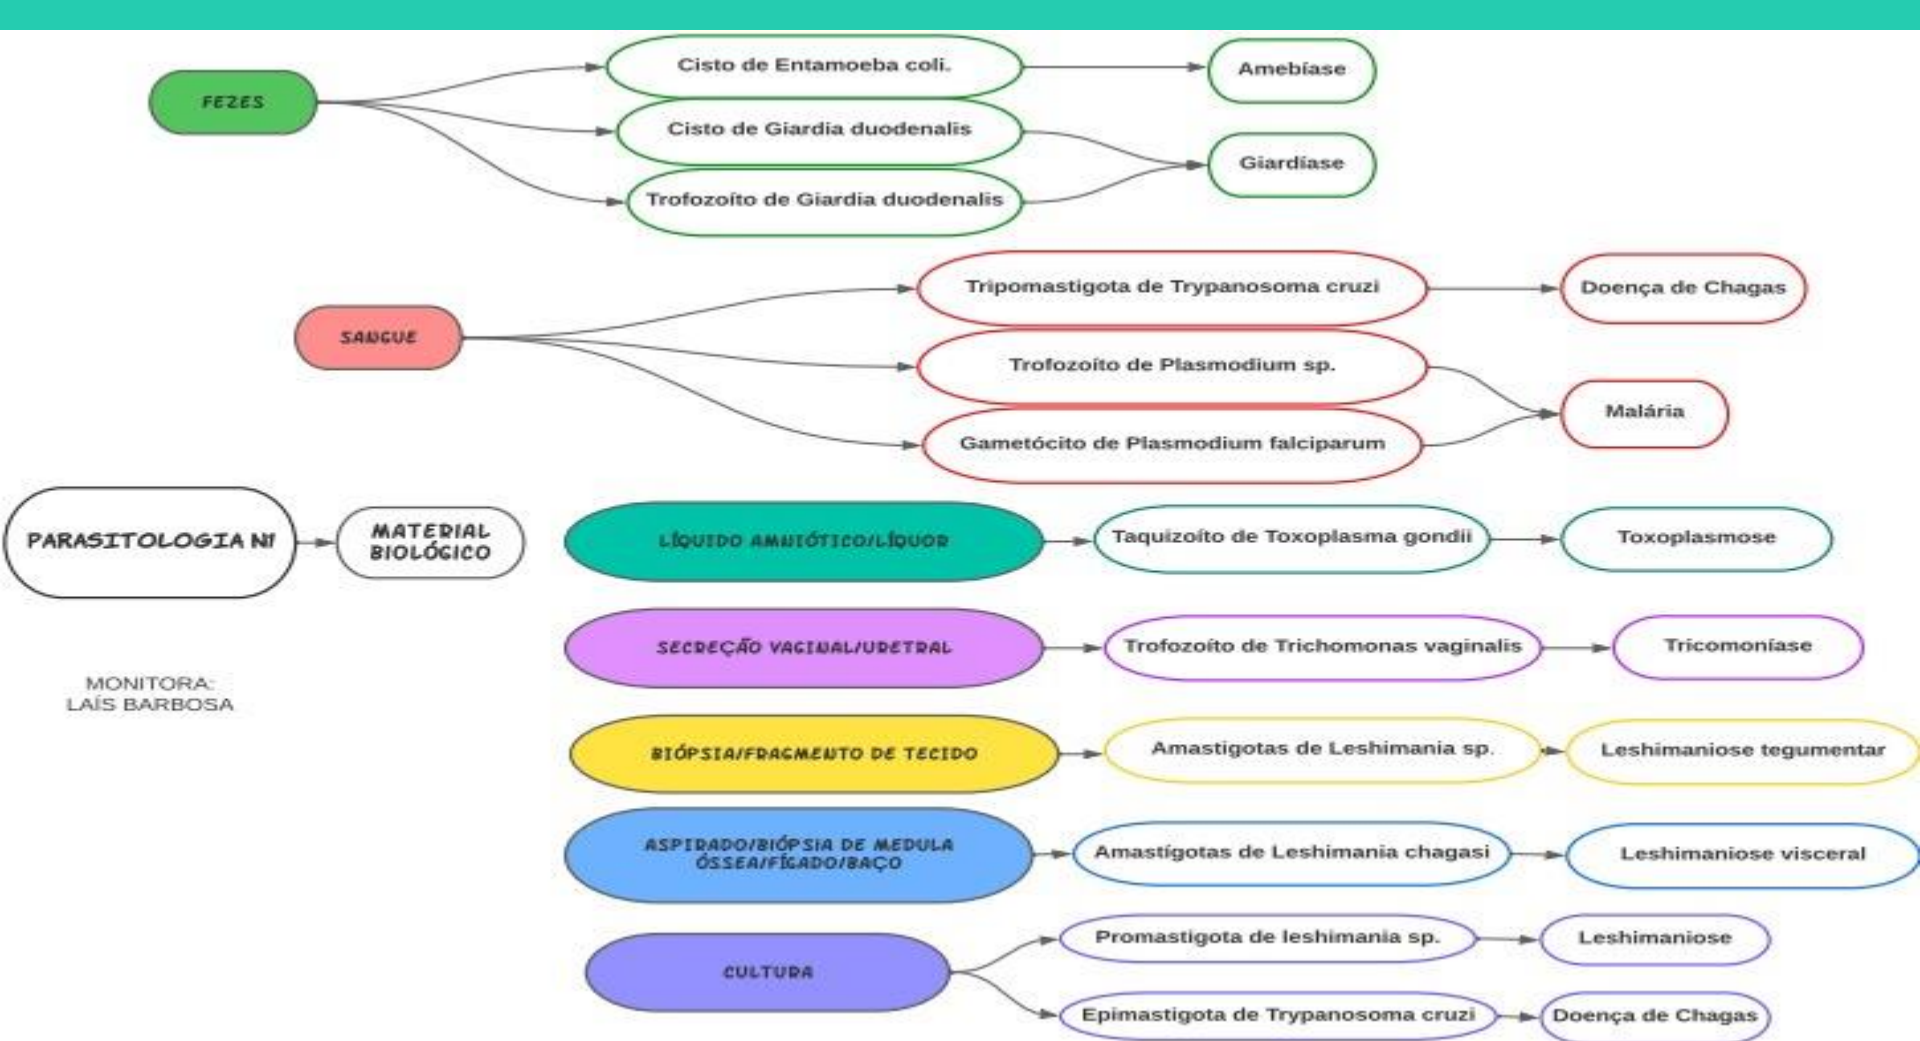 FEZES
Cisto de Entamoeba coli.
Amebíase
Cisto de Giardia duodenalis
Giardíase
Trofozoíto de Giardia duodenalis
SANGUE
Tripomastigota de Trypanosoma cruzi
Doença de Chagas
Trofozoíto de Plasmodium sp.
Malária
Gametócito de Plasmodium falciparum
PARASITOLOGIA N1
MATERIAL
BIOLÓGICO
LÍQUIDO AMNIÓTICO/LÍQUOR
Taquizoíto de Toxoplasma gondii
Toxoplasmose
SECREÇÃO VAGINAL/URETRAL
Trofozoíto de Trichomonas vaginalis
Tricomoníase
MONITORA:
LAÍS BARBOSA
BIÓPSIA/FRAGMENTO DE TECIDO
Amastigotas de Leshimania sp.
Leshimaniose tegumentar
ASPIRADO/BIÓPSIA DE MEDULA
ÓSSEA/FÍGADO/BAÇO
Amastígotas de Leshimania chagasi
Leshimaniose visceral
CULTURA
Promastigota de leshimania sp.
Leshimaniose
Epimastigota de Trypanosoma cruzi
Doença de Chagas